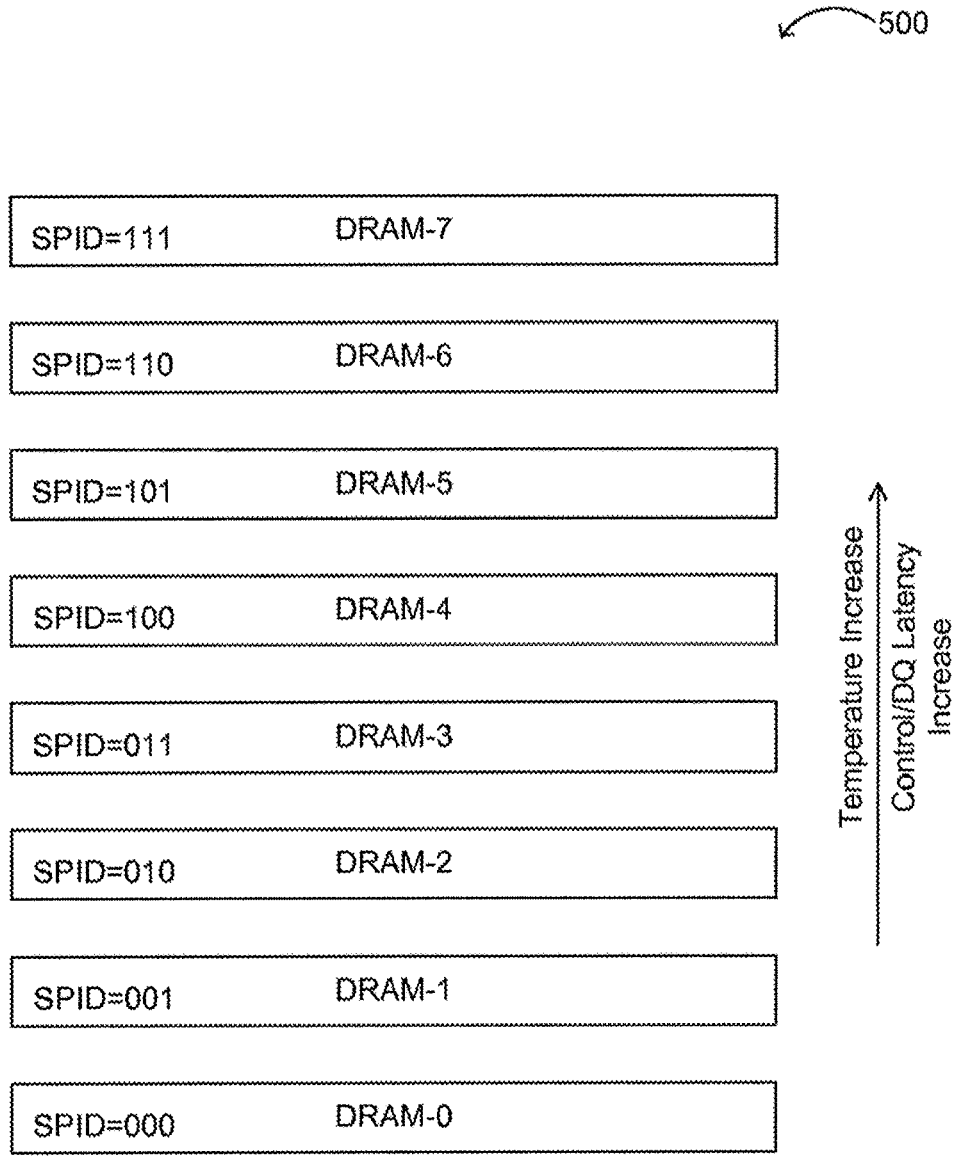 500
SPID=111 DRAM-7
SPID=110 DRAM-6
SPID=101 DRAM-5
SPID=100 DRAM-4
SPID=011 DRAM-3
SPID=010 DRAM-2
SPID=001 DRAM-1
SPID=000 DRAM-0
Temperature Increase
Control/DQ Latency
Increase